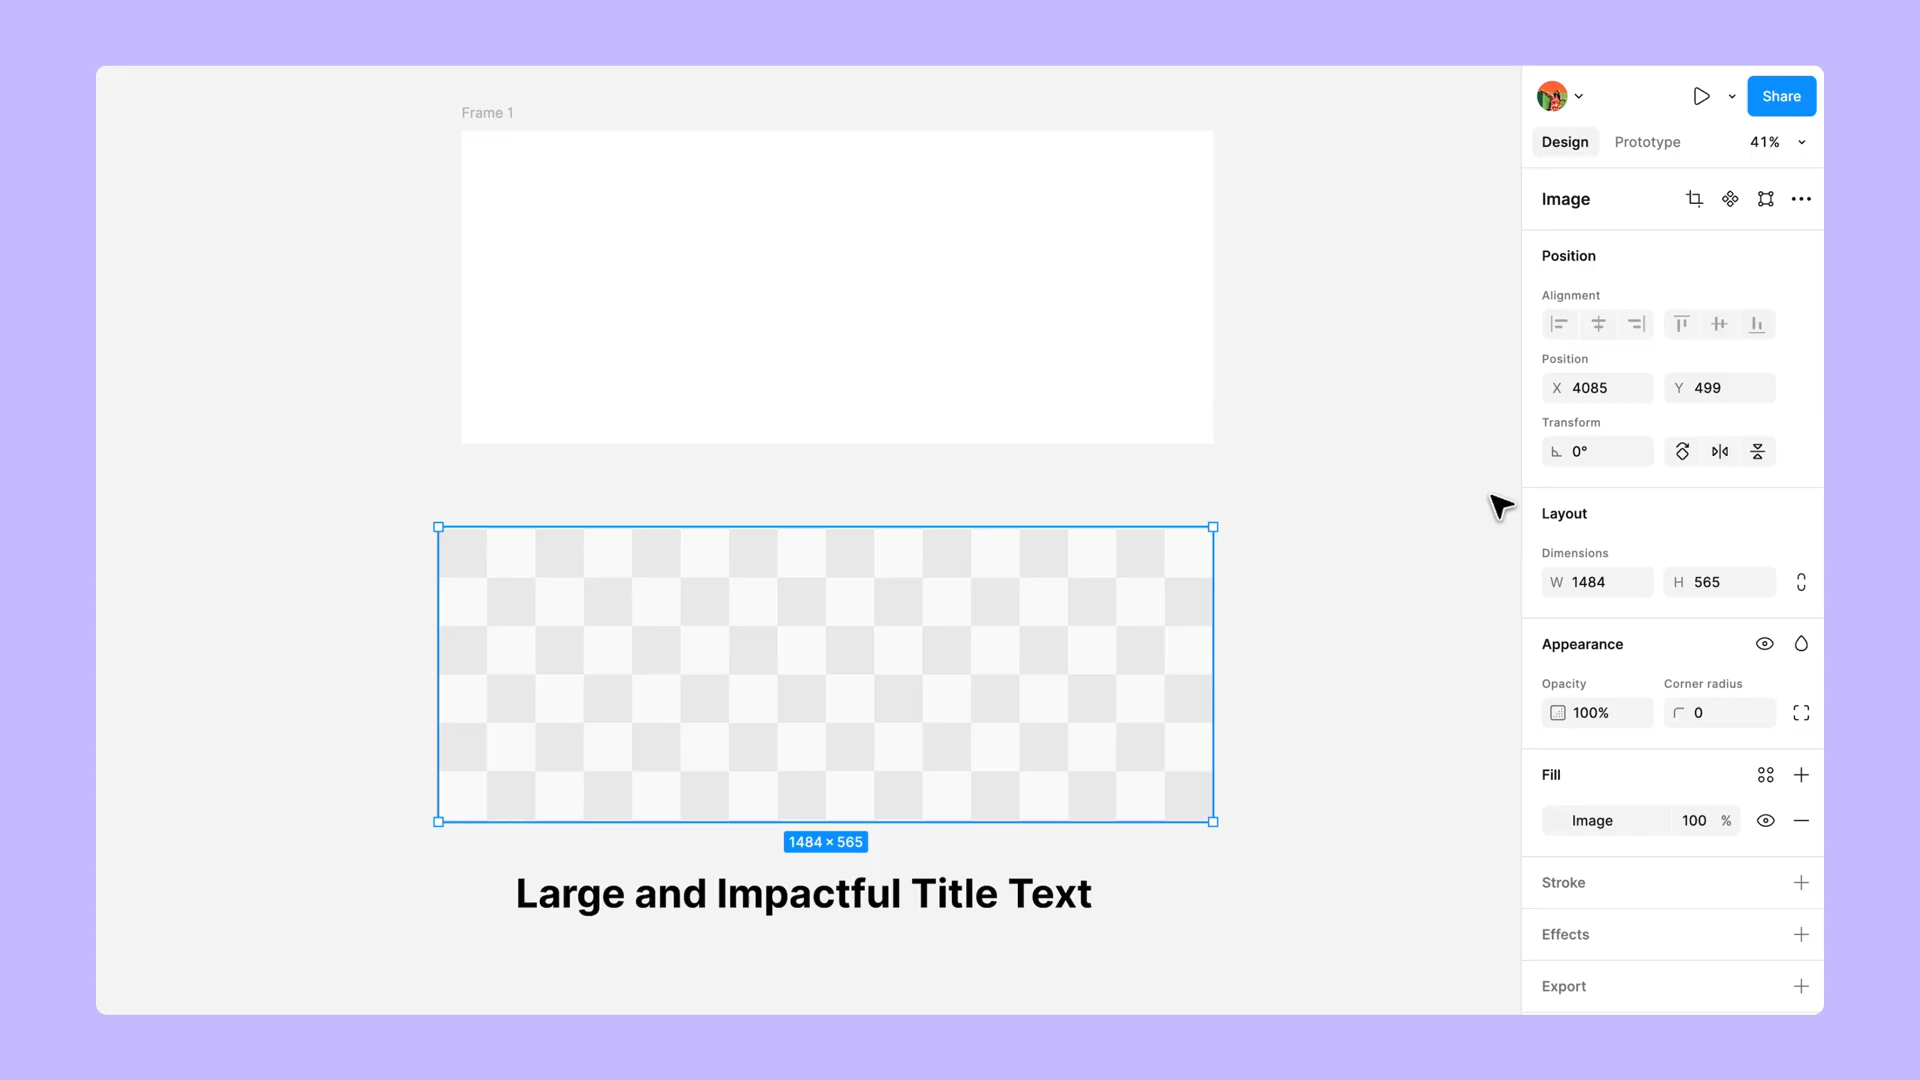 Frame 1
Share
Design Prototype 41%
Image
Position
Alignment
Position
X 4085 Y 499
Transform
0°
Layout
Dimensions
W 1484 H 565
Appearance
Opacity Corner radius
100% 0
Fill
Image 100 %
Stroke
Effects
Export
1484 × 565
Large and Impactful Title Text